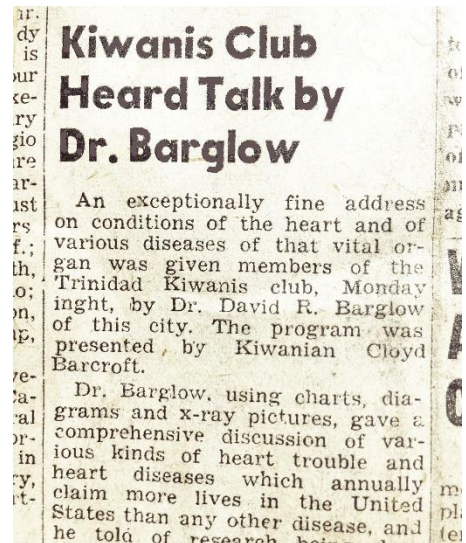 Kiwanis Club
Heard Talk by
Dr. Barglow
An exceptionally fine address
on conditions of the heart and of
various diseases of that vital or-
gan was given members of the
Trinidad Kiwanis club, Monday
inght, by Dr. David R. Barglow
of this city. The program was
presented by Kiwanian Cloyd
Barcroft.
Dr. Barglow, using charts, dia-
grams and x-ray pictures, gave a
comprehensive discussion of var-
ious kinds of heart trouble and
heart diseases which annually
claim more lives in the United
States than any other disease, and
he told of research being